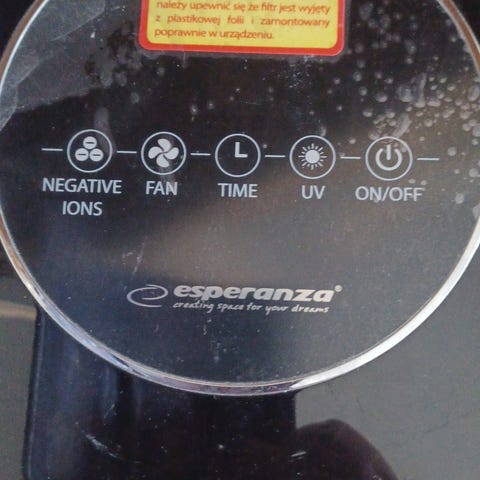 należy upewnić się że filtr jest wyjęty
z plastikowej folii i zamontowany
poprawnie w urządzeniu.
NEGATIVE IONS
FAN
TIME
UV
ON/OFF
esperanza®
creating space for your dreams